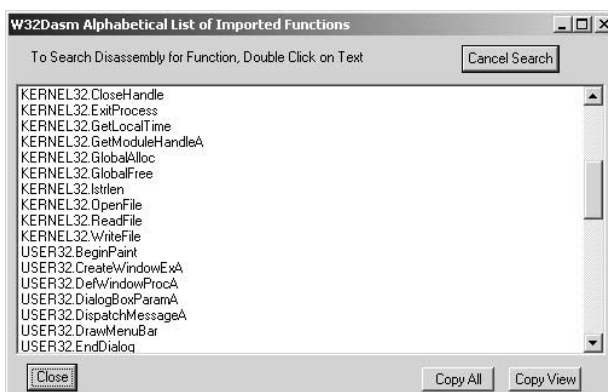 W32Dasm Alphabetical List of Imported Functions
To Search Disassembly for Function, Double Click on Text
Cancel Search
KERNEL32.CloseHandle
KERNEL32.ExitProcess
KERNEL32.GetLocalTime
KERNEL32.GetModuleHandleA
KERNEL32.GlobalAlloc
KERNEL32.GlobalFree
KERNEL32.lstrlen
KERNEL32.OpenFile
KERNEL32.ReadFile
KERNEL32.WriteFile
USER32.BeginPaint
USER32.CreateWindowExA
USER32.DefWindowProcA
USER32.DialogBoxParamA
USER32.DispatchMessageA
USER32.DrawMenuBar
USER32.EndDialog
Close
Copy All
Copy View